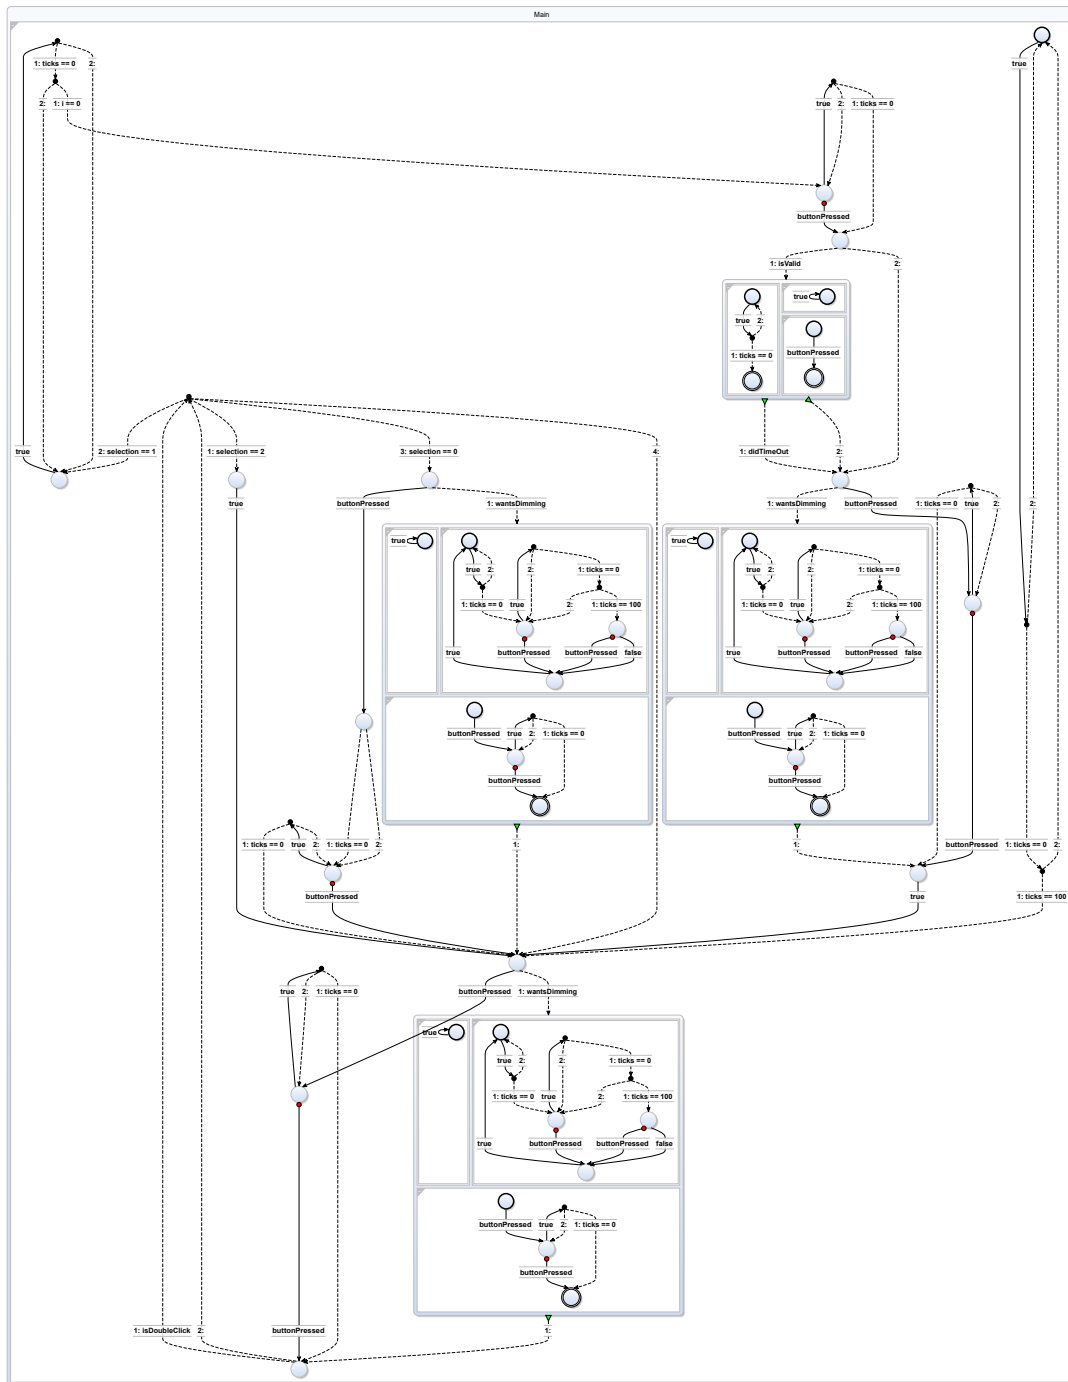 Main
1: ticks == 0 2: true
2: 1: i == 0 true 2: 1: ticks == 0
buttonPressed
1: isValid 2:
true
true 2:
1: ticks == 0 buttonPressed
true 2: selection == 1 1: selection == 2 3: selection == 0 4: 1: didTimeOut 2:
true buttonPressed 1: wantsDimming 1: wantsDimming buttonPressed 1: ticks == 0 true 2: 2:
true true
true 2: 2: 1: ticks == 0 true 2: 2: 1: ticks == 0
1: ticks == 0 true 2: 1: ticks == 100 1: ticks == 0 true 2: 1: ticks == 100
true buttonPressed buttonPressed false true buttonPressed buttonPressed false
buttonPressed true 2: 1: ticks == 0 buttonPressed true 2: 1: ticks == 0
buttonPressed buttonPressed
1: ticks == 0 true 2: 1: ticks == 0 2: 1: 1: buttonPressed 1: ticks == 0 2:
buttonPressed true 1: ticks == 100
true 2: 1: ticks == 0 buttonPressed 1: wantsDimming
true
true 2: 2: 1: ticks == 0
1: ticks == 0 true 2: 1: ticks == 100
true buttonPressed buttonPressed false
buttonPressed true 2: 1: ticks == 0
buttonPressed
1: isDoubleClick 2: buttonPressed 1: